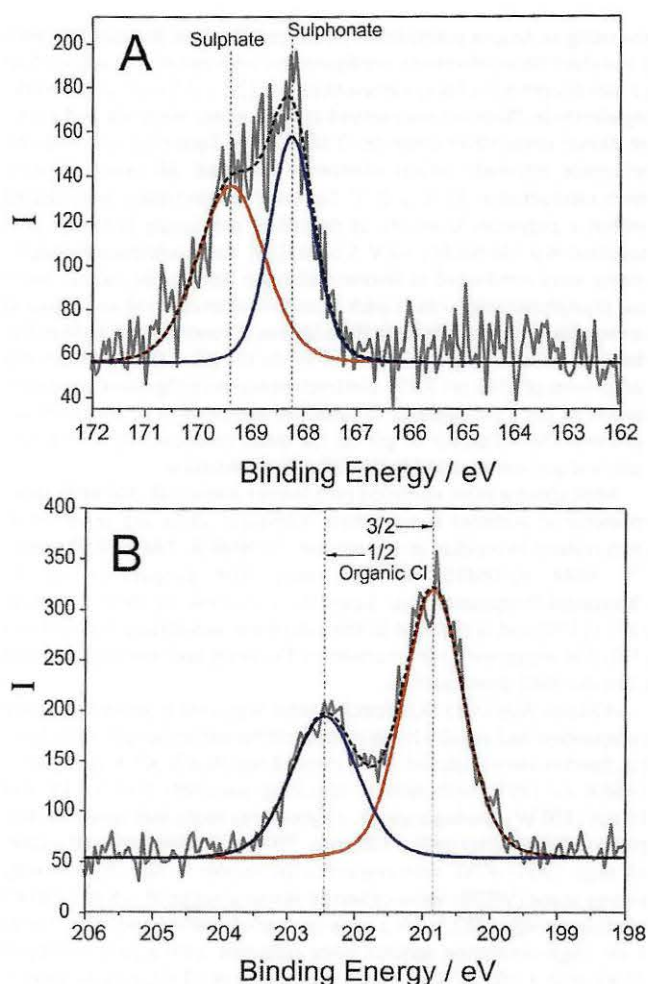 Sulphate Sulphonate
A
200
180
160
140
120
100
80
60
40
I
172 171 170 169 168 167 166 165 164 163 162
Binding Energy / eV
B
3/2
1/2
Organic Cl
400
350
300
250
200
150
100
50
0
I
206 205 204 203 202 201 200 199 198
Binding Energy / eV